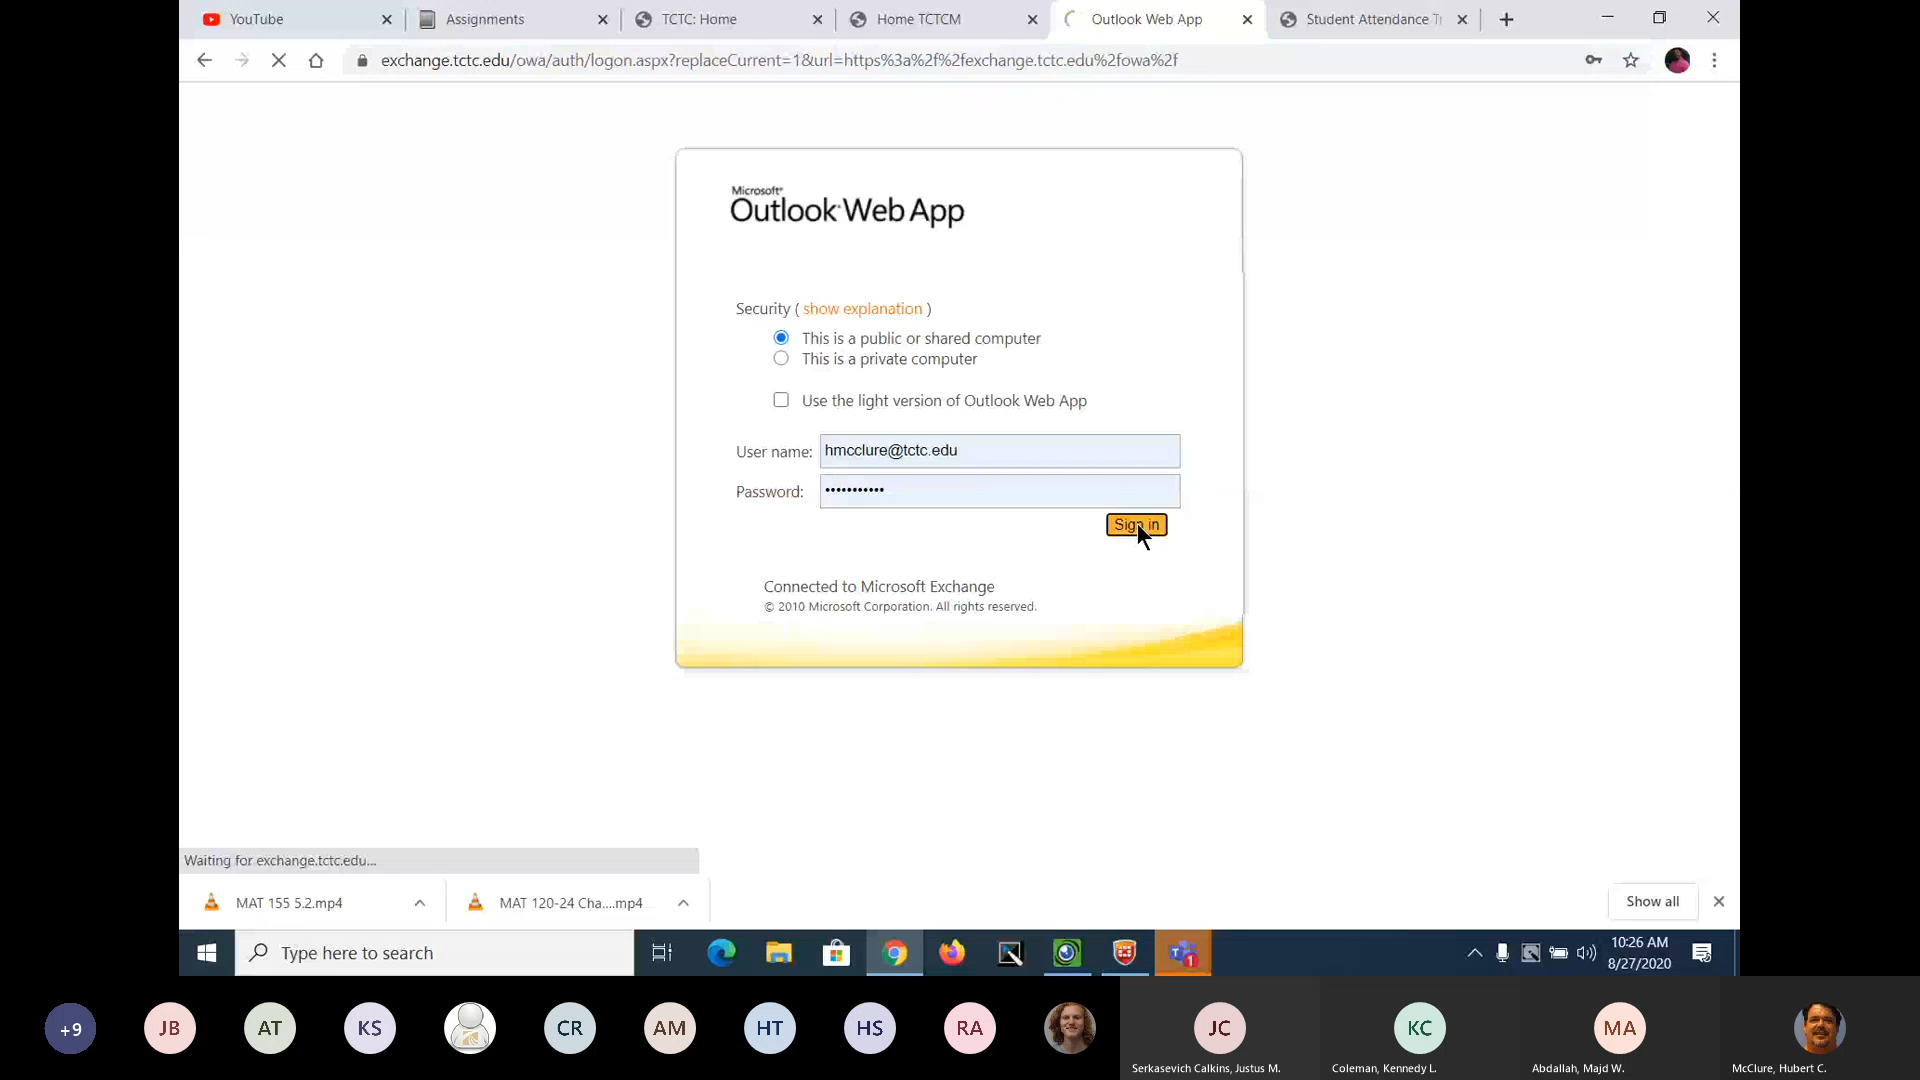 YouTube
Assignments
TCTC: Home
Home TCTCM
Outlook Web App
Student Attendance T
exchange.tctc.edu/owa/auth/logon.aspx?replaceCurrent=1&url=https%3a%2f%2fexchange.tctc.edu%2fowa%2f
Microsoft®
Outlook Web App
Security ( show explanation )
This is a public or shared computer
This is a private computer
Use the light version of Outlook Web App
User name: hmcclure@tctc.edu
Password: •••••••••••
Sign in
Connected to Microsoft Exchange
© 2010 Microsoft Corporation. All rights reserved.
Waiting for exchange.tctc.edu...
MAT 155 5.2.mp4
MAT 120-24 Cha....mp4
Show all
Type here to search
1
10:26 AM
8/27/2020
+9
JB
AT
KS
CR
AM
HT
HS
RA
JC
KC
MA
Serkasevich Calkins, Justus M.
Coleman, Kennedy L.
Abdallah, Majd W.
McClure, Hubert C.